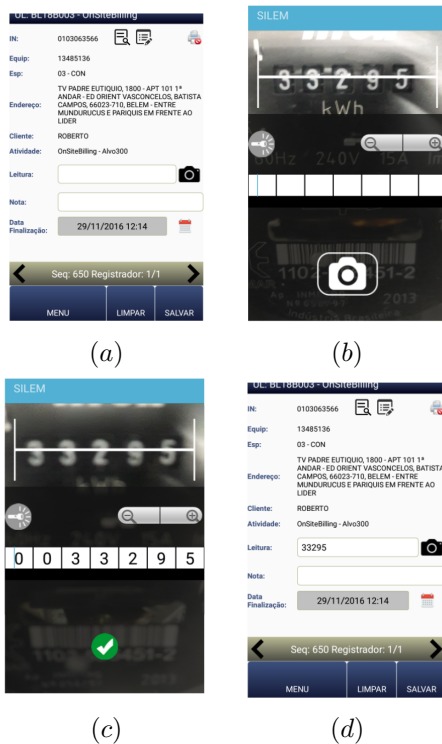 UL: BL18B003 - OnSiteBilling
IN: 0103063566
Equip: 13485136
Esp: 03 - CON
Endereço: TV PADRE EUTIQUIO, 1800 - APT 101 1ª
ANDAR - ED ORIENT VASCONCELOS, BATISTA
CAMPOS, 66023-710, BELEM - ENTRE
MUNDURUCUS E PARIQUIS EM FRENTE AO
LIDER
Cliente: ROBERTO
Atividade: OnSiteBilling - Alvo300
Leitura:
Nota:
Data
Finalização: 29/11/2016 12:14
Seq: 650 Registrador: 1/1
MENU LIMPAR SALVAR
(a)
SILEM
33295
kWh
60Hz 240V 15A
2013
Indústria Brasileira
(b)
SILEM
33295
0 0 3 3 2 9 5
2013
(c)
UL: BL18B003 - OnSiteBilling
IN: 0103063566
Equip: 13485136
Esp: 03 - CON
Endereço: TV PADRE EUTIQUIO, 1800 - APT 101 1ª
ANDAR - ED ORIENT VASCONCELOS, BATISTA
CAMPOS, 66023-710, BELEM - ENTRE
MUNDURUCUS E PARIQUIS EM FRENTE AO
LIDER
Cliente: ROBERTO
Atividade: OnSiteBilling - Alvo300
Leitura: 33295
Nota:
Data
Finalização: 29/11/2016 12:14
Seq: 650 Registrador: 1/1
MENU LIMPAR SALVAR
(d)